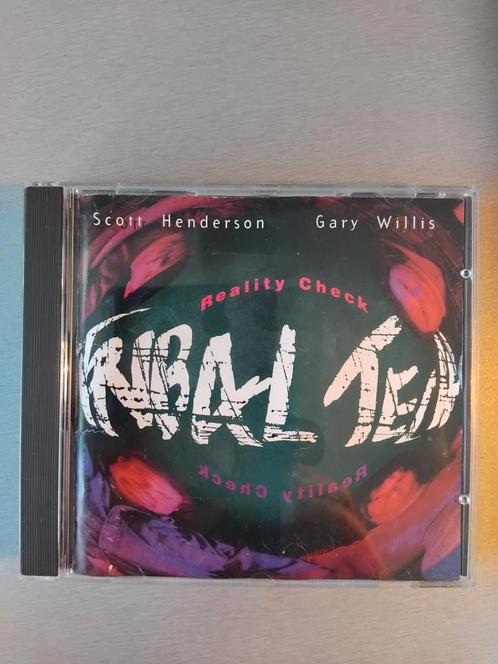 Scott Henderson Gary Willis
Reality Check
TRIBAL TECH
Reality Check